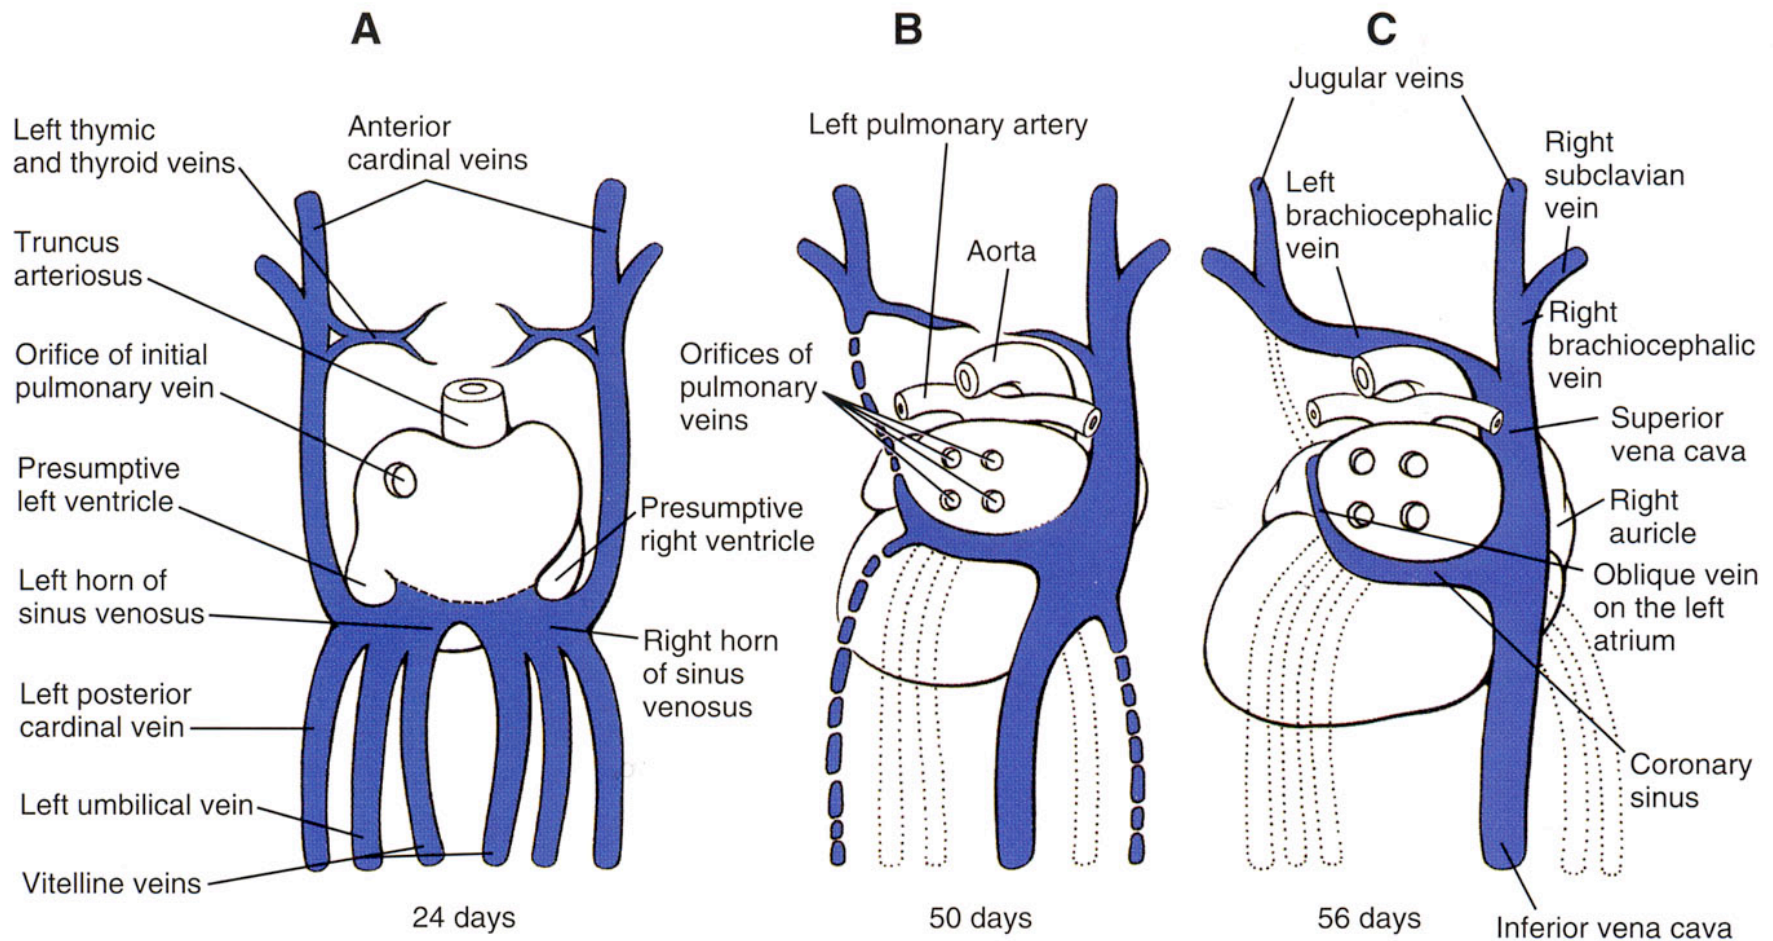 A
Left thymic
and thyroid veins
Anterior
cardinal veins
Truncus
arteriosus
Orifice of initial
pulmonary vein
Presumptive
left ventricle
Presumptive
right ventricle
Left horn of
sinus venosus
Right horn
of sinus
venosus
Left posterior
cardinal vein
Left umbilical vein
Vitelline veins
24 days
B
Left pulmonary artery
Aorta
Orifices of
pulmonary
veins
50 days
C
Jugular veins
Left
brachiocephalic
vein
Right
subclavian
vein
Right
brachiocephalic
vein
Superior
vena cava
Right
auricle
Oblique vein
on the left
atrium
Coronary
sinus
Inferior vena cava
56 days